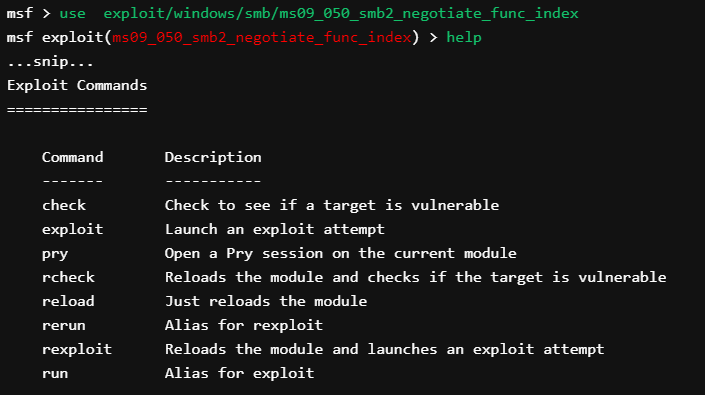 msf > use  exploit/windows/smb/ms09_050_smb2_negotiate_func_index
msf exploit(ms09_050_smb2_negotiate_func_index) > help
...snip...
Exploit Commands
================

    Command       Description
    -------       -----------
    check         Check to see if a target is vulnerable
    exploit       Launch an exploit attempt
    pry           Open a Pry session on the current module
    rcheck        Reloads the module and checks if the target is vulnerable
    reload        Just reloads the module
    rerun         Alias for rexploit
    rexploit      Reloads the module and launches an exploit attempt
    run           Alias for exploit